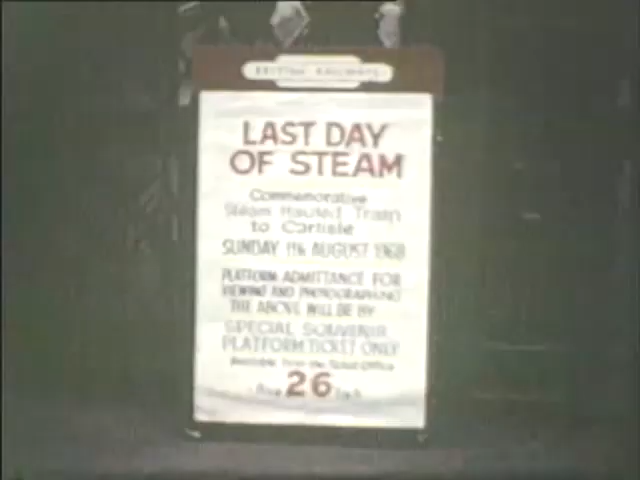 BRITISH RAILWAYS
LAST DAY
OF STEAM
Commemorative
Steam Hauled Train
to Carlisle
SUNDAY 11th AUGUST 1968
PLATFORM ADMITTANCE FOR
VIEWING AND PHOTOGRAPHING
THE ABOVE WILL BE BY
SPECIAL SOUVENIR
PLATFORM TICKET ONLY
Available from the Ticket Office
26